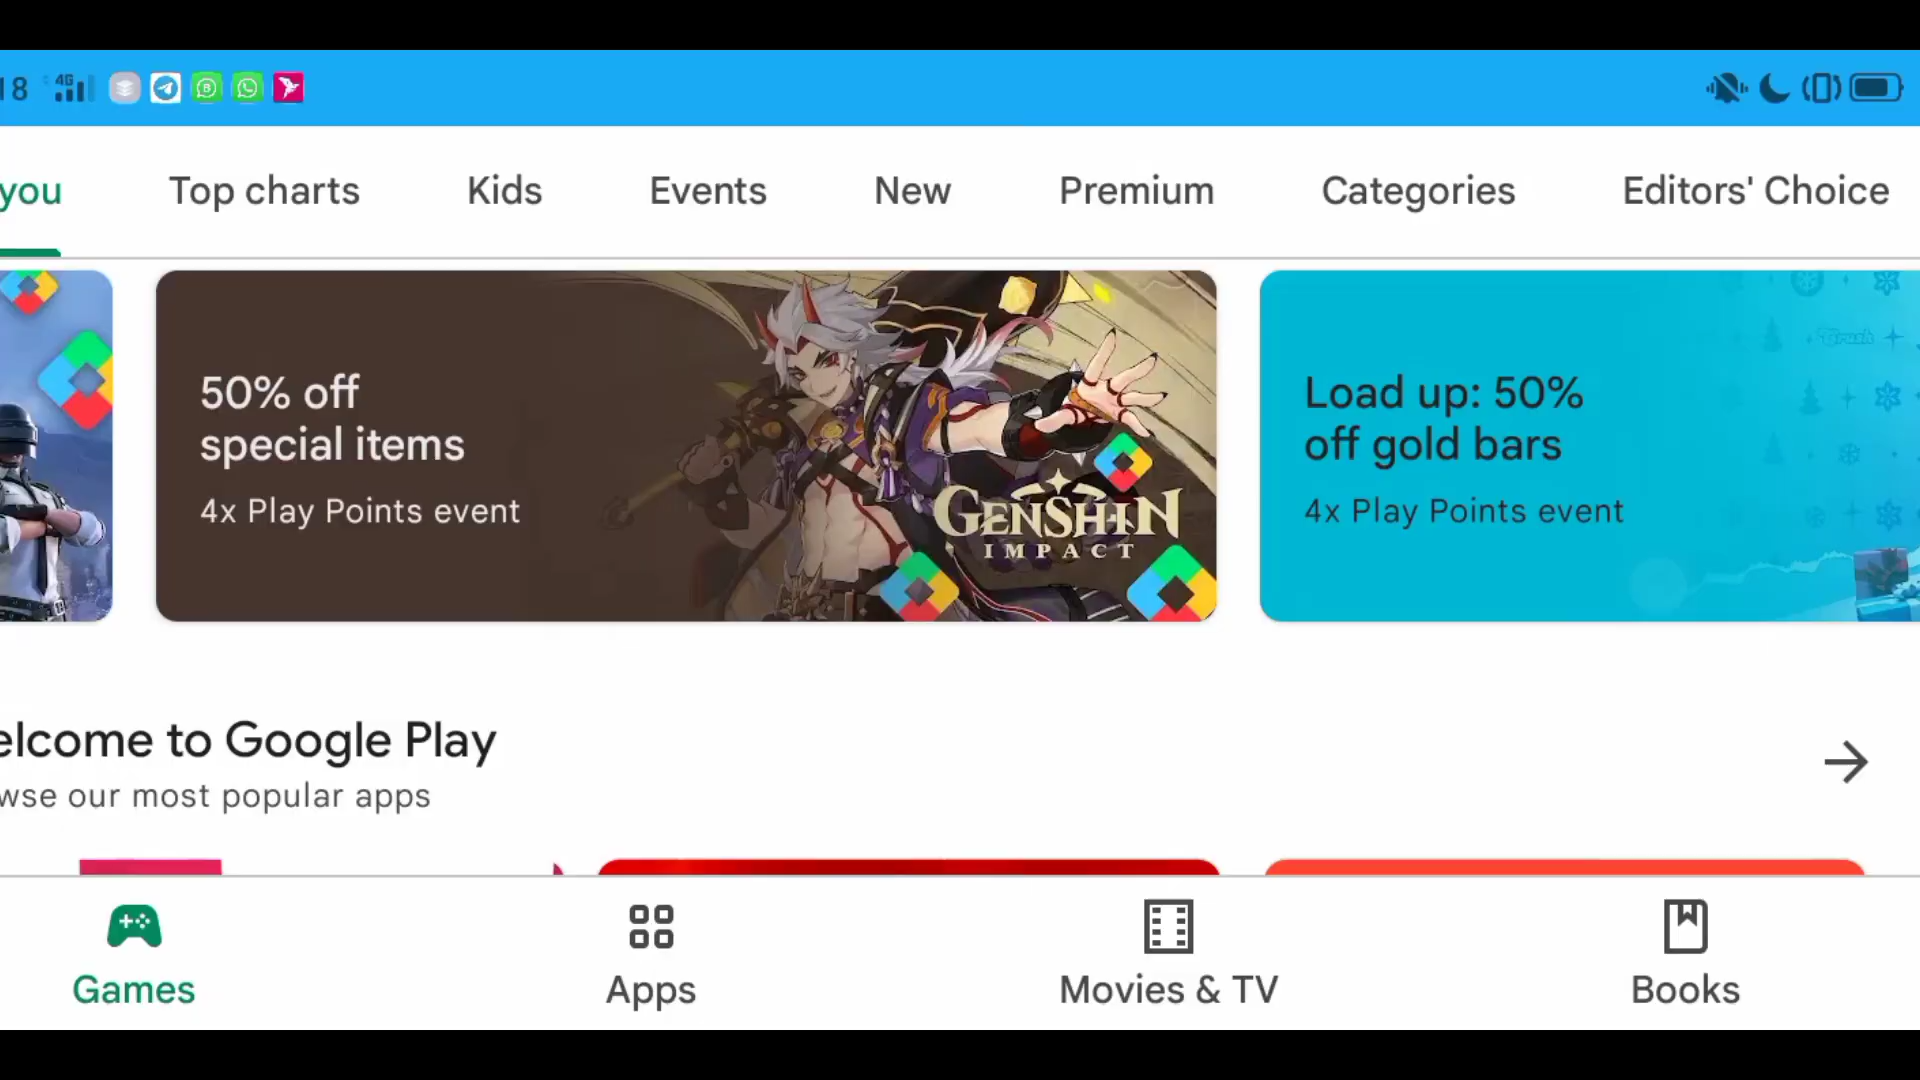 18 4G
you Top charts Kids Events New Premium Categories Editors' Choice
50% off
special items
4x Play Points event
GENSHIN
IMPACT
Load up: 50%
off gold bars
4x Play Points event
Crush
elcome to Google Play
wse our most popular apps
Games Apps Movies & TV Books